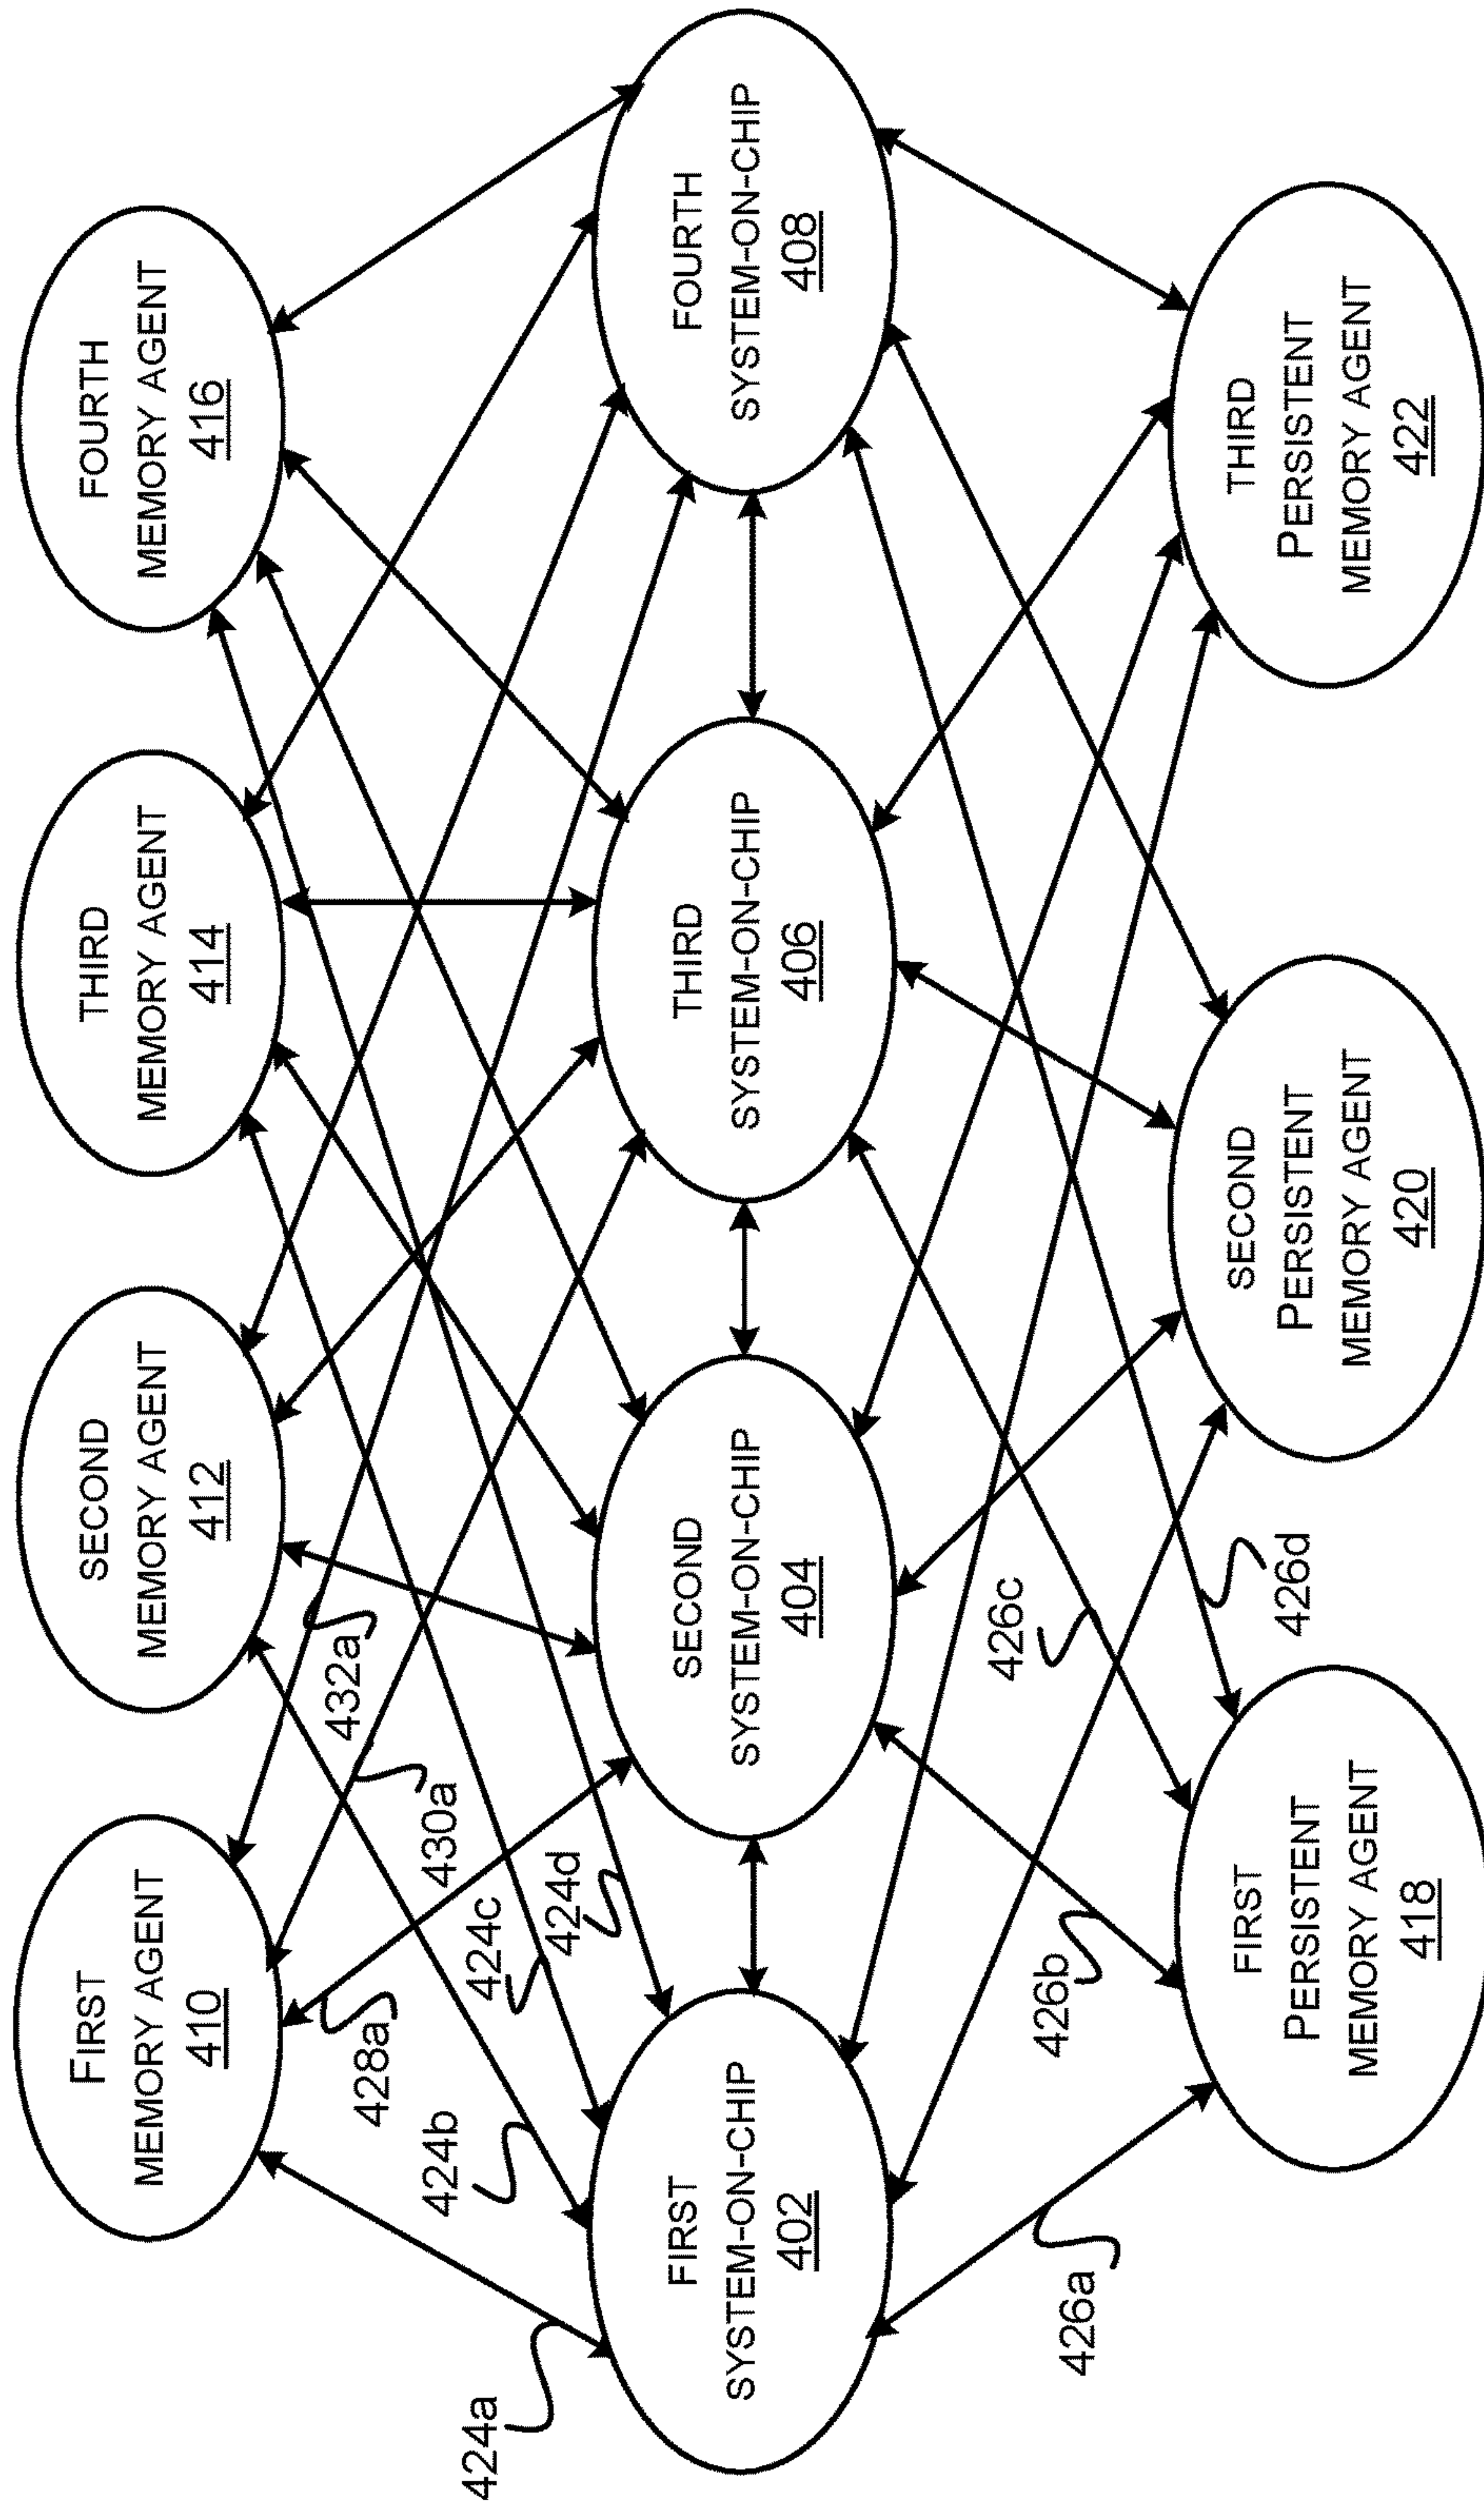 FIRST
MEMORY AGENT
410
SECOND
MEMORY AGENT
412
THIRD
MEMORY AGENT
414
FOURTH
MEMORY AGENT
416
432a
430a
428a
424a
424b
424c
424d
FIRST
SYSTEM-ON-CHIP
402
SECOND
SYSTEM-ON-CHIP
404
THIRD
SYSTEM-ON-CHIP
406
FOURTH
SYSTEM-ON-CHIP
408
426a
426b
426c
426d
FIRST
PERSISTENT
MEMORY AGENT
418
SECOND
PERSISTENT
MEMORY AGENT
420
THIRD
PERSISTENT
MEMORY AGENT
422